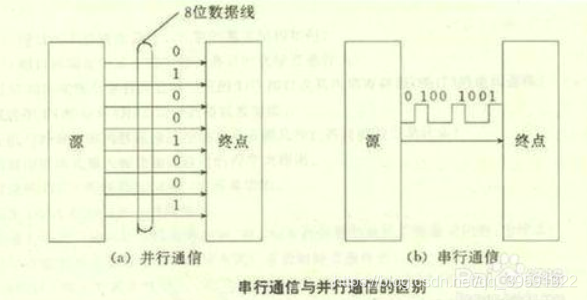 8位数据线
0
1
0
0
1
0
0
1
源
终点
(a) 并行通信
0 100 1001
源
终点
(b) 串行通信
串行通信与并行通信的区别